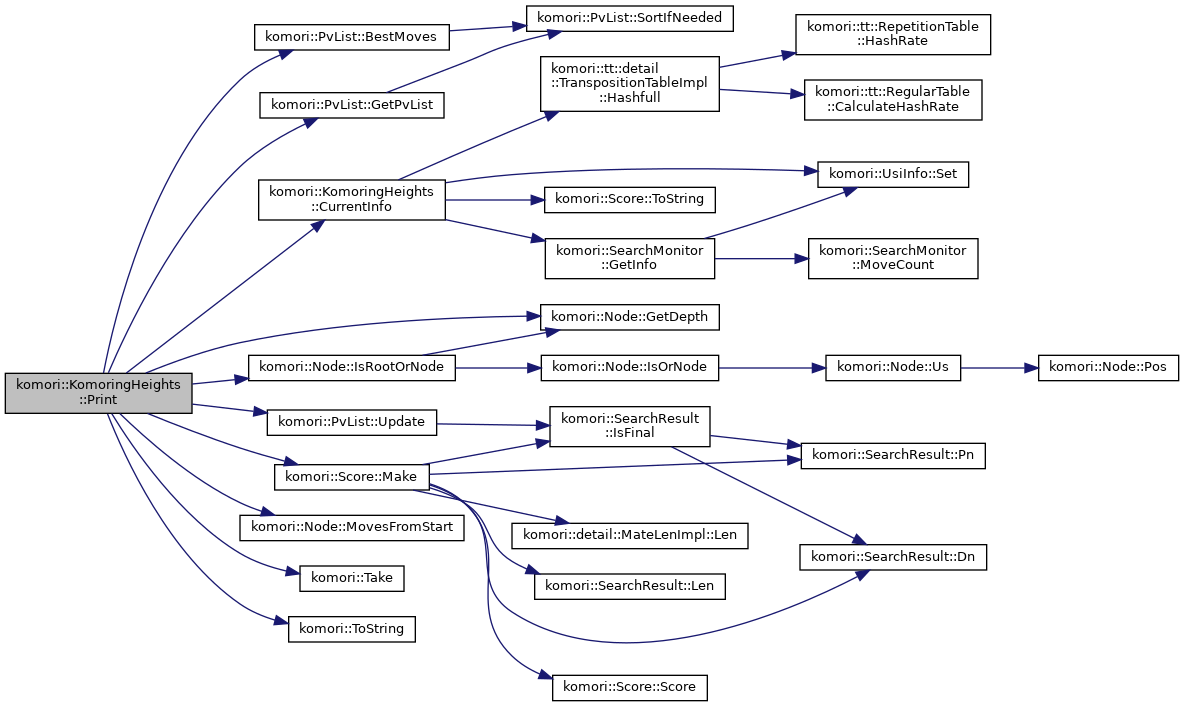 komori::KomoringHeights
::Print
komori::PvList::BestMoves
komori::PvList::SortIfNeeded
komori::PvList::GetPvList
komori::KomoringHeights
::CurrentInfo
komori::tt::detail
::TranspositionTableImpl
::Hashfull
komori::tt::RepetitionTable
::HashRate
komori::tt::RegularTable
::CalculateHashRate
komori::UsiInfo::Set
komori::Score::ToString
komori::SearchMonitor
::GetInfo
komori::SearchMonitor
::MoveCount
komori::Node::GetDepth
komori::Node::IsRootOrNode
komori::Node::IsOrNode
komori::Node::Us
komori::Node::Pos
komori::PvList::Update
komori::SearchResult
::IsFinal
komori::SearchResult::Pn
komori::SearchResult::Dn
komori::Score::Make
komori::detail::MateLenImpl::Len
komori::SearchResult::Len
komori::Score::Score
komori::Node::MovesFromStart
komori::Take
komori::ToString